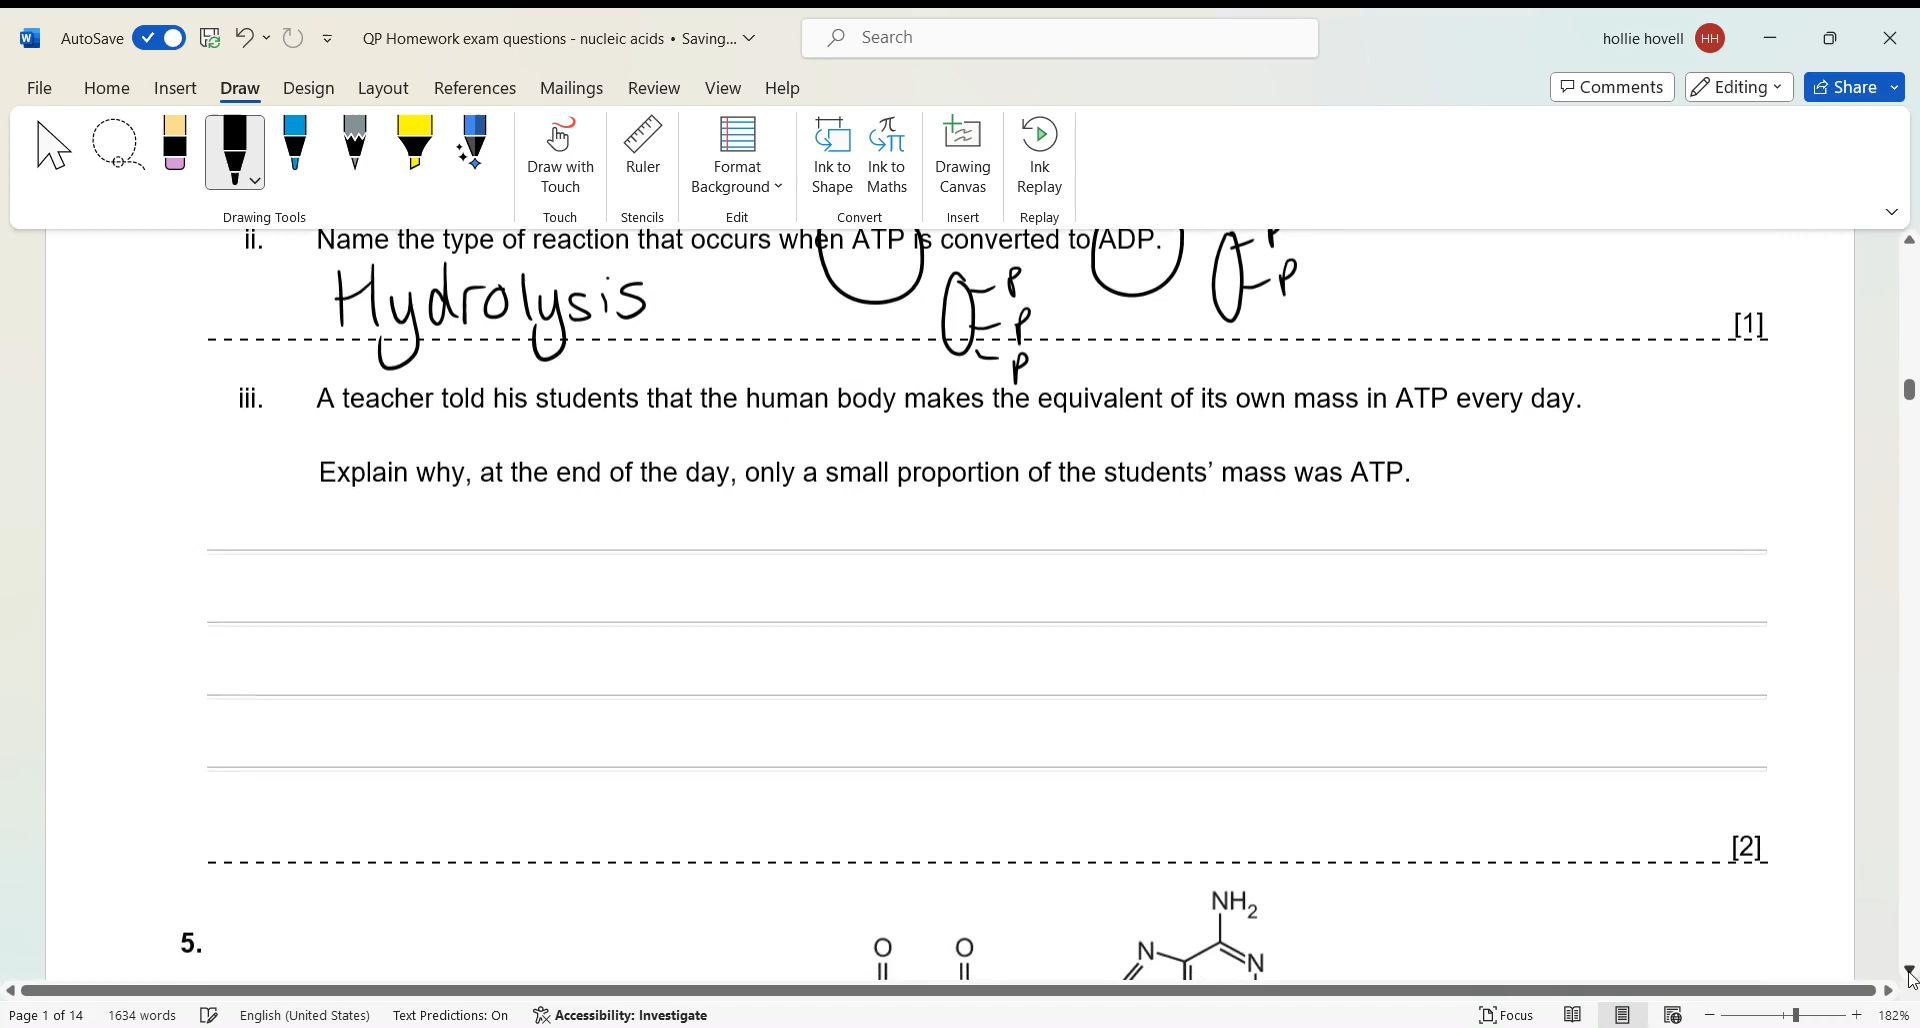 AutoSave
QP Homework exam questions - nucleic acids • Saving...
Search
hollie hovell HH
File Home Insert Draw Design Layout References Mailings Review View Help
Comments Editing Share
Draw with Touch
Ruler
Format Background
Ink to Shape
Ink to Maths
Drawing Canvas
Ink Replay
Drawing Tools Touch Stencils Edit Convert Insert Replay
ii. Name the type of reaction that occurs when ATP is converted to ADP.
Hydrolysis
P P P
P P
[1]
iii. A teacher told his students that the human body makes the equivalent of its own mass in ATP every day.
Explain why, at the end of the day, only a small proportion of the students’ mass was ATP.
[2]
5.
NH2
O O N N
Page 1 of 14 1634 words English (United States) Text Predictions: On Accessibility: Investigate Focus 182%